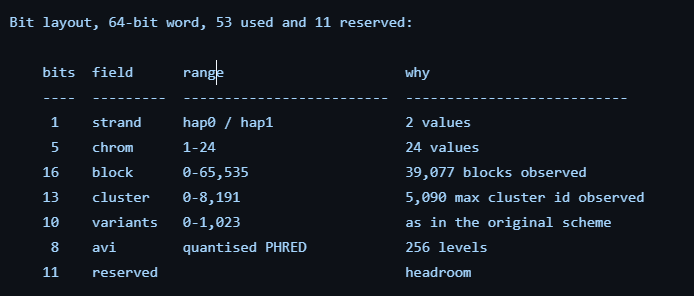 Bit layout, 64-bit word, 53 used and 11 reserved:
bits  field      range                      why
----  ---------  -------------------------  ---------------------------
 1    strand     hap0 / hap1                2 values
 5    chrom      1-24                       24 values
16    block      0-65,535                   39,077 blocks observed
13    cluster    0-8,191                    5,090 max cluster id observed
10    variants   0-1,023                    as in the original scheme
 8    avi        quantised PHRED            256 levels
11    reserved                              headroom